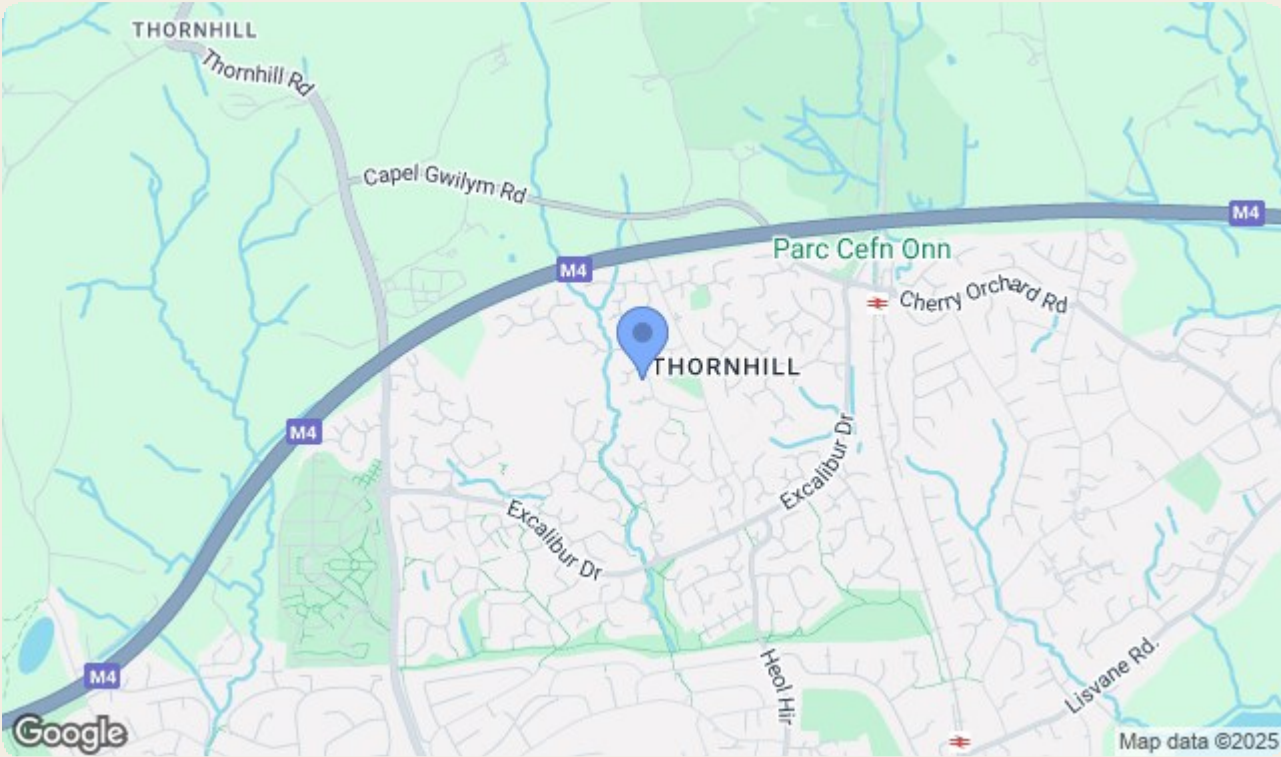 THORNHILL
Thornhill Rd
Capel Gwilym Rd
M4
Parc Cefn Onn
M4
Cherry Orchard Rd
THORNHILL
M4
Excalibur Dr
Excalibur Dr
Heol Hir
Lisvane Rd.
M4
Google
Map data ©2025